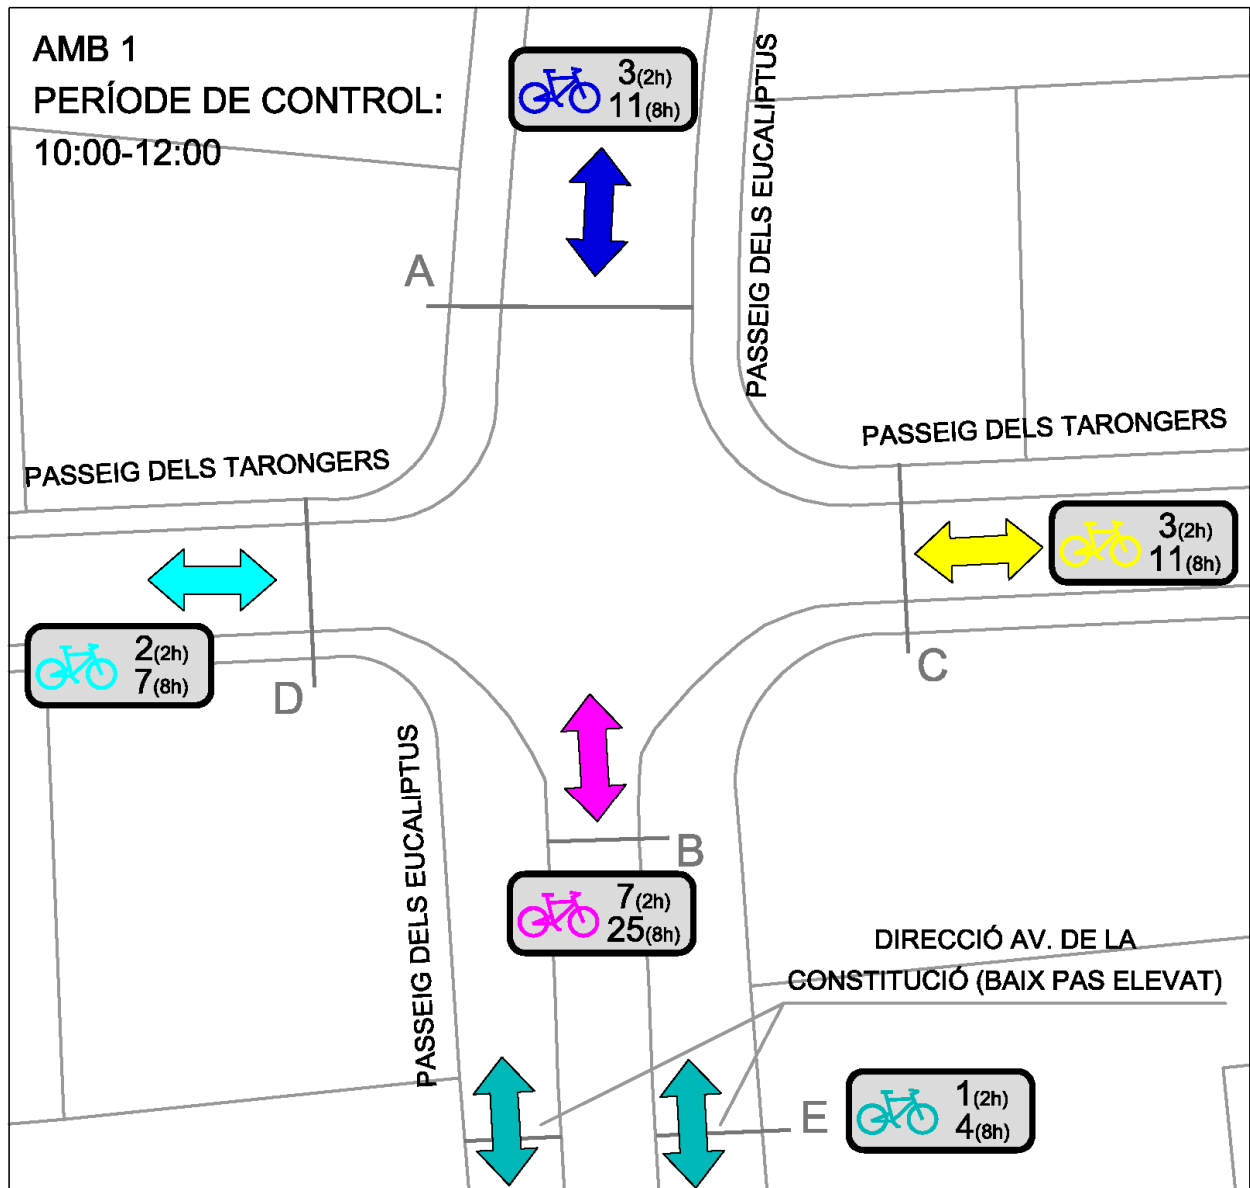 AMB 1
PERÍODE DE CONTROL:
10:00-12:00
3(2h)
11(8h)
PASSEIG DELS EUCALIPTUS
A
PASSEIG DELS TARONGERS
PASSEIG DELS TARONGERS
3(2h)
11(8h)
2(2h)
7(8h)
D
C
PASSEIG DELS EUCALIPTUS
B
7(2h)
25(8h)
DIRECCIÓ AV. DE LA
CONSTITUCIÓ (BAIX PAS ELEVAT)
E
1(2h)
4(8h)